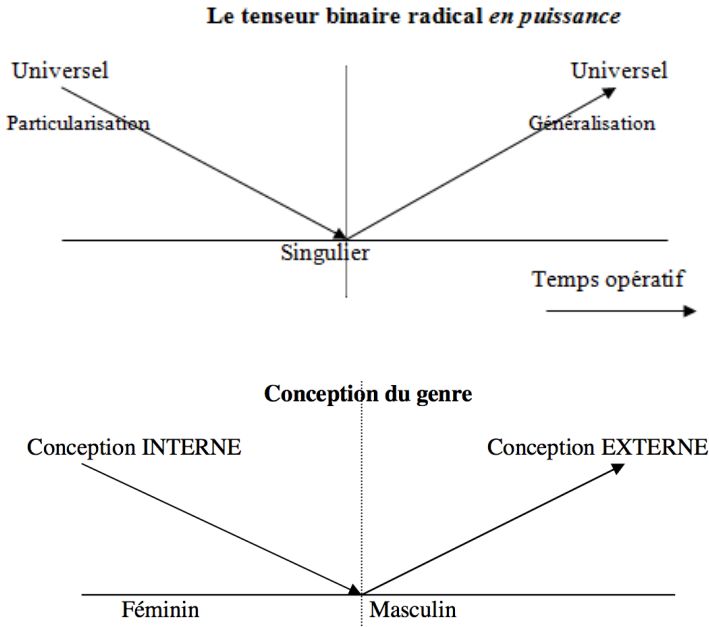 Le tenseur binaire radical en puissance
Universel
Universel
Particularisation
Généralisation
Singulier
Temps opératif
Conception du genre
Conception INTERNE
Conception EXTERNE
Féminin
Masculin